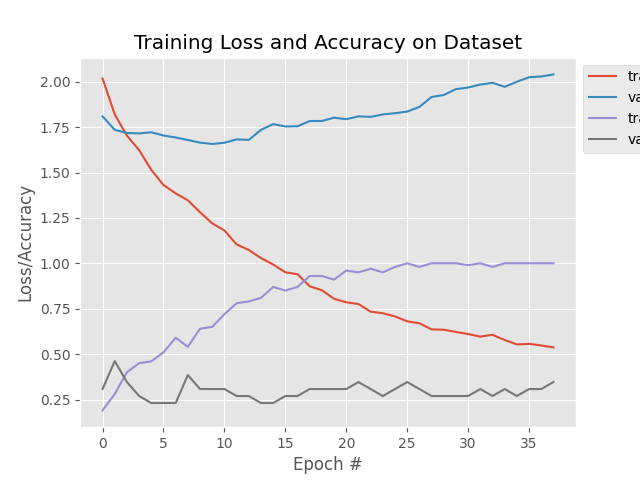 Training Loss and Accuracy on Dataset
Loss/Accuracy
2.00
1.75
1.50
1.25
1.00
0.75
0.50
0.25
0 5 10 15 20 25 30 35
Epoch #
tra
va
tra
va